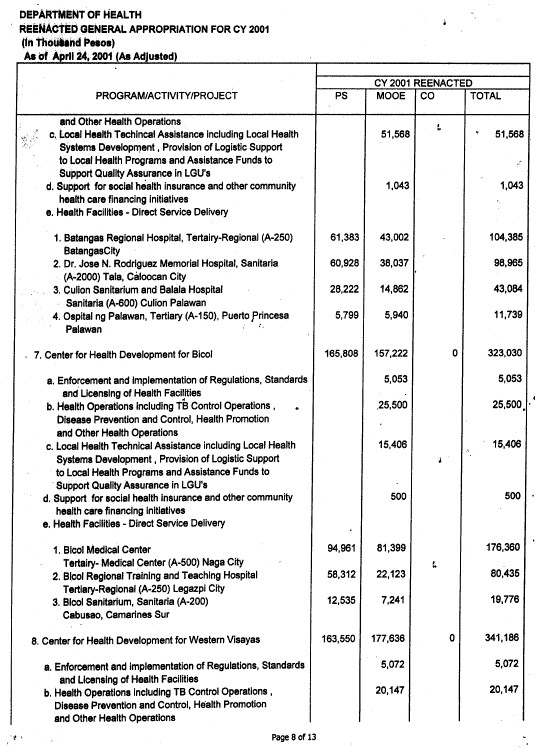 DEPARTMENT OF HEALTH
REENACTED GENERAL APPROPRIATION FOR CY 2001
(In Thousand Pesos)
As of April 24, 2001 (As Adjusted)
CY 2001 REENACTED
PROGRAM/ACTIVITY/PROJECT PS MOOE CO TOTAL
and Other Health Operations
c. Local Health Techincal Assistance including Local Health 51,568 51,568
Systems Development , Provision of Logistic Support
to Local Health Programs and Assistance Funds to
Support Quality Assurance in LGU's
d. Support for social health insurance and other community 1,043 1,043
health care financing initiatives
e. Health Facilities - Direct Service Delivery
1. Batangas Regional Hospital, Tertairy-Regional (A-250) 61,383 43,002 104,385
BatangasCity
2. Dr. Jose N. Rodriguez Memorial Hospital, Sanitaria 60,928 38,037 98,965
(A-2000) Tala, Caloocan City
3. Culion Sanitarium and Balala Hospital 28,222 14,862 43,084
Sanitaria (A-600) Culion Palawan
4. Ospital ng Palawan, Tertiary (A-150), Puerto Princesa 5,799 5,940 11,739
Palawan
7. Center for Health Development for Bicol 165,808 157,222 0 323,030
a. Enforcement and Implementation of Regulations, Standards 5,053 5,053
and Licensing of Health Facilities
b. Health Operations including TB Control Operations , 25,500 25,500
Disease Prevention and Control, Health Promotion
and Other Health Operations
c. Local Health Technical Assistance including Local Health 15,406 15,406
Systems Development , Provision of Logistic Support
to Local Health Programs and Assistance Funds to
Support Quality Assurance in LGU's
d. Support for social health insurance and other community 500 500
health care financing initiatives
e. Health Facilities - Direct Service Delivery
1. Bicol Medical Center 94,961 81,399 176,360
Tertairy- Medical Center (A-500) Naga City
2. Bicol Regional Training and Teaching Hospital 58,312 22,123 80,435
Tertiary-Regional (A-250) Legazpi City
3. Bicol Sanitarium, Sanitaria (A-200) 12,535 7,241 19,776
Cabusao, Camarines Sur
8. Center for Health Development for Western Visayas 163,550 177,636 0 341,186
a. Enforcement and Implementation of Regulations, Standards 5,072 5,072
and Licensing of Health Facilities
b. Health Operations including TB Control Operations , 20,147 20,147
Disease Prevention and Control, Health Promotion
and Other Health Operations
Page 8 of 13